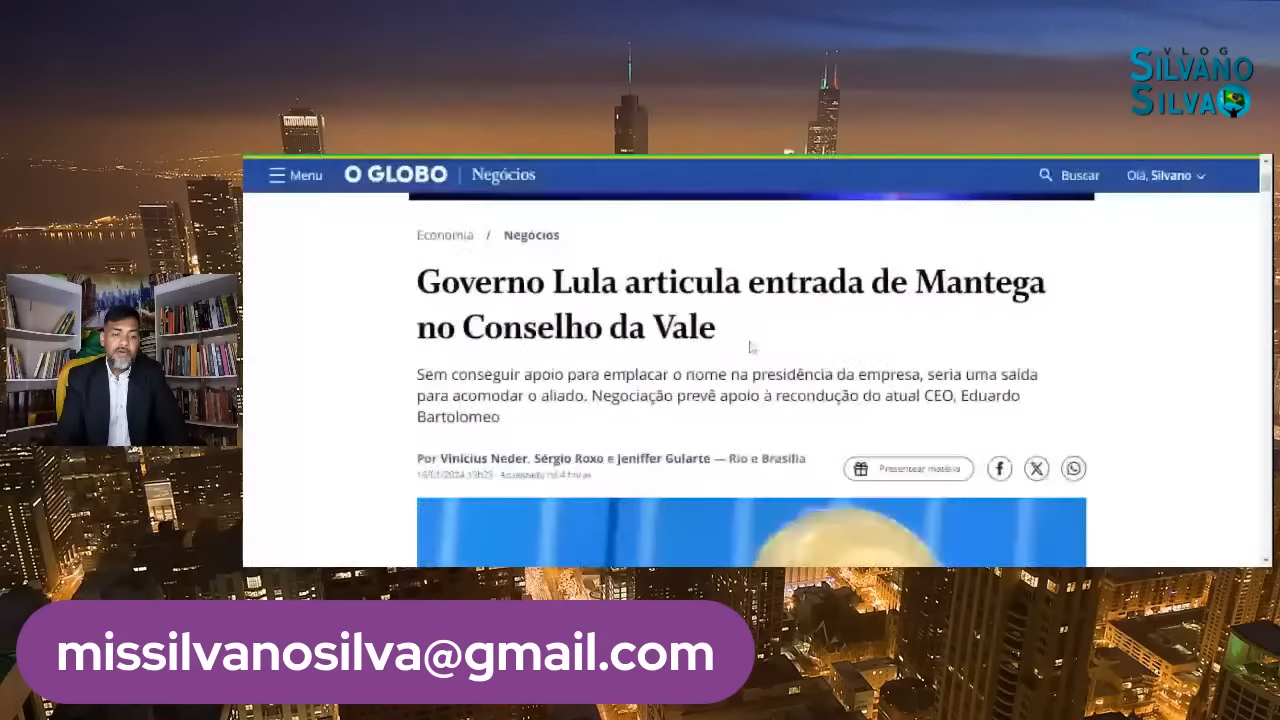 VLOG
SILVANO
SILVA
Menu
O GLOBO
Negócios
Buscar
Olá, Silvano
Economia / Negócios
Governo Lula articula entrada de Mantega
no Conselho da Vale
Sem conseguir apoio para emplacar o nome na presidência da empresa, seria uma saída
para acomodar o aliado. Negociação prevê apoio à recondução do atual CEO, Eduardo
Bartolomeo
Por Vinicius Neder, Sérgio Roxo e Jeniffer Gularte — Rio e Brasília
Presentear matéria
missilvanosilva@gmail.com